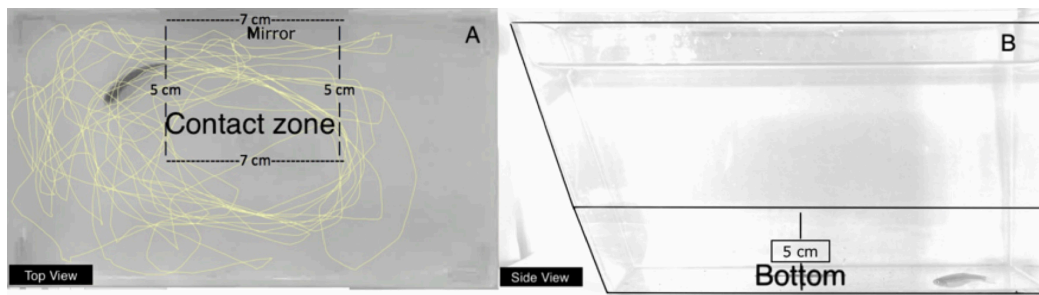 7 cm
Mirror
A
5 cm
5 cm
Contact zone
7 cm
Top View
B
5 cm
Bottom
Side View